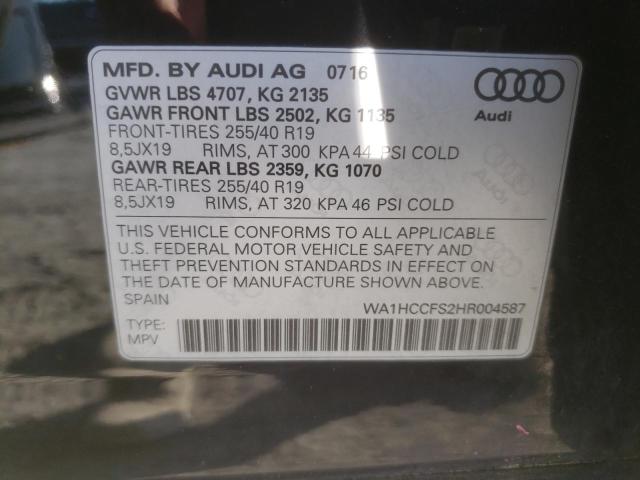 MFD. BY AUDI AG 0716
GVWR LBS 4707, KG 2135
GAWR FRONT LBS 2502, KG 1135
FRONT-TIRES 255/40 R19
8,5JX19 RIMS, AT 300 KPA 44 PSI COLD
GAWR REAR LBS 2359, KG 1070
REAR-TIRES 255/40 R19
8,5JX19 RIMS, AT 320 KPA 46 PSI COLD
Audi
THIS VEHICLE CONFORMS TO ALL APPLICABLE
U.S. FEDERAL MOTOR VEHICLE SAFETY AND
THEFT PREVENTION STANDARDS IN EFFECT ON
THE DATE OF MANUFACTURE SHOWN ABOVE.
SPAIN
WA1HCCFS2HR004587
TYPE:
MPV